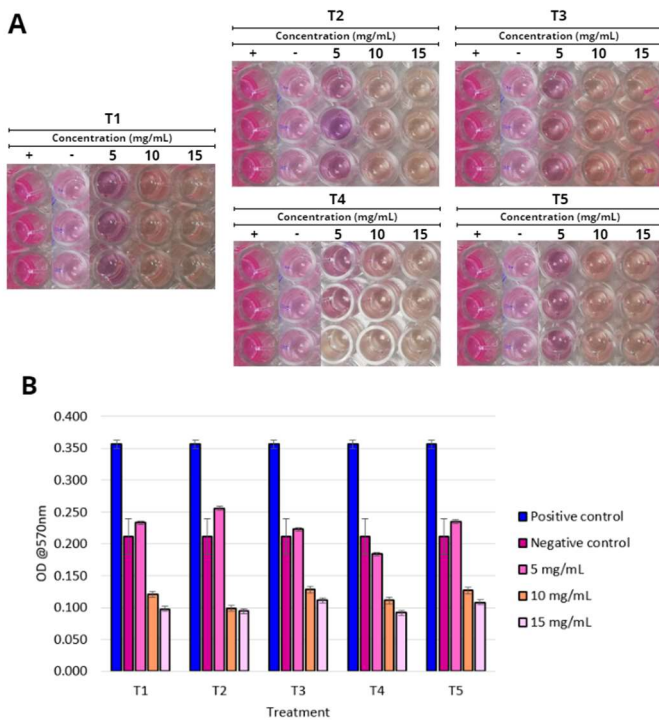 A
T2
Concentration (mg/mL)
+ - 5 10 15
T3
Concentration (mg/mL)
+ - 5 10 15
T1
Concentration (mg/mL)
+ - 5 10 15
T4
Concentration (mg/mL)
+ - 5 10 15
T5
Concentration (mg/mL)
+ - 5 10 15
B
OD @570nm
0.400
0.350
0.300
0.250
0.200
0.150
0.100
0.050
0.000
T1 T2 T3 T4 T5
Treatment
Positive control
Negative control
5 mg/mL
10 mg/mL
15 mg/mL